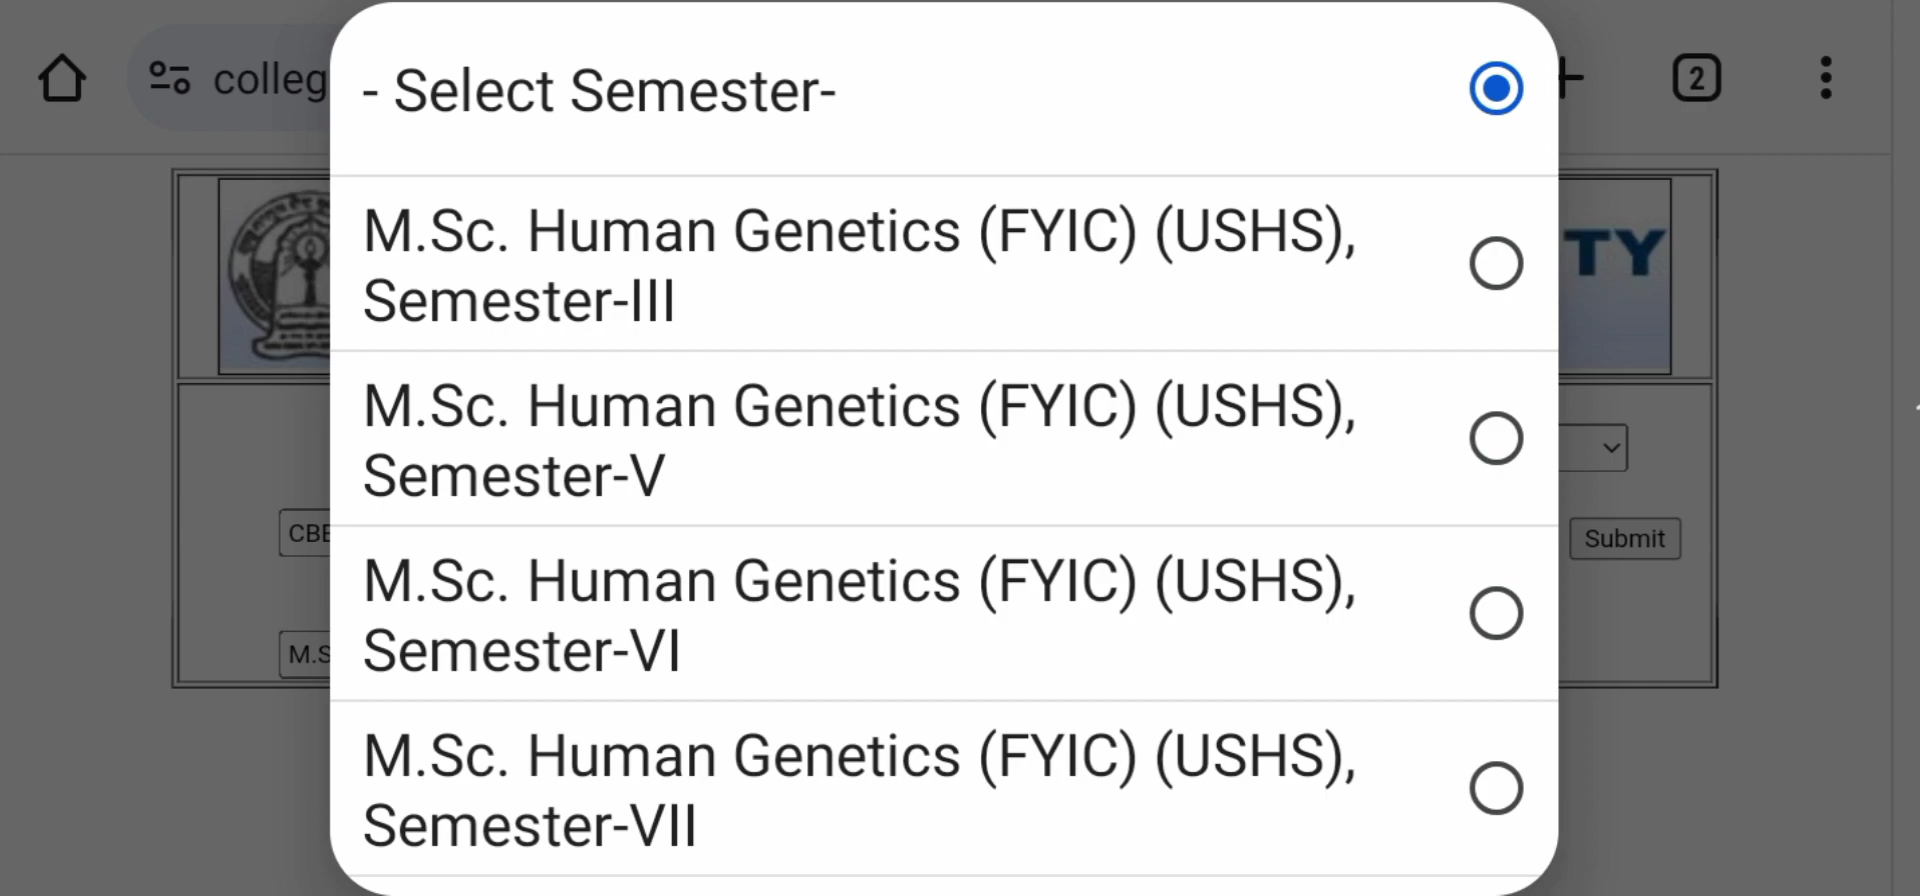 colleg
2
- Select Semester-
M.Sc. Human Genetics (FYIC) (USHS),
Semester-III
TY
M.Sc. Human Genetics (FYIC) (USHS),
Semester-V
CBE
M.Sc. Human Genetics (FYIC) (USHS),
Semester-VI
Submit
M.S
M.Sc. Human Genetics (FYIC) (USHS),
Semester-VII